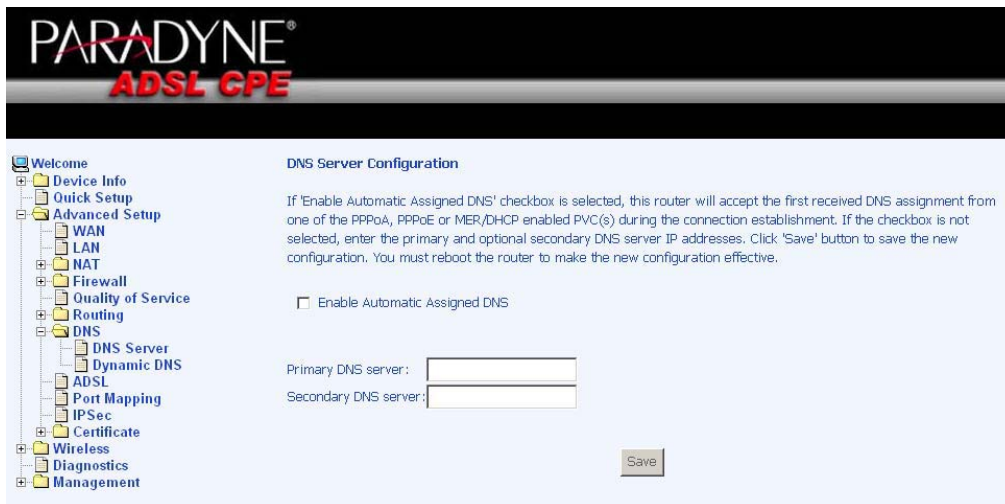 PARADYNE®
ADSL CPE
Welcome
Device Info
Quick Setup
Advanced Setup
WAN
LAN
NAT
Firewall
Quality of Service
Routing
DNS
DNS Server
Dynamic DNS
ADSL
Port Mapping
IPSec
Certificate
Wireless
Diagnostics
Management
DNS Server Configuration
If 'Enable Automatic Assigned DNS' checkbox is selected, this router will accept the first received DNS assignment from
one of the PPPoA, PPPoE or MER/DHCP enabled PVC(s) during the connection establishment. If the checkbox is not
selected, enter the primary and optional secondary DNS server IP addresses. Click 'Save' button to save the new
configuration. You must reboot the router to make the new configuration effective.
Enable Automatic Assigned DNS
Primary DNS server:
Secondary DNS server:
Save